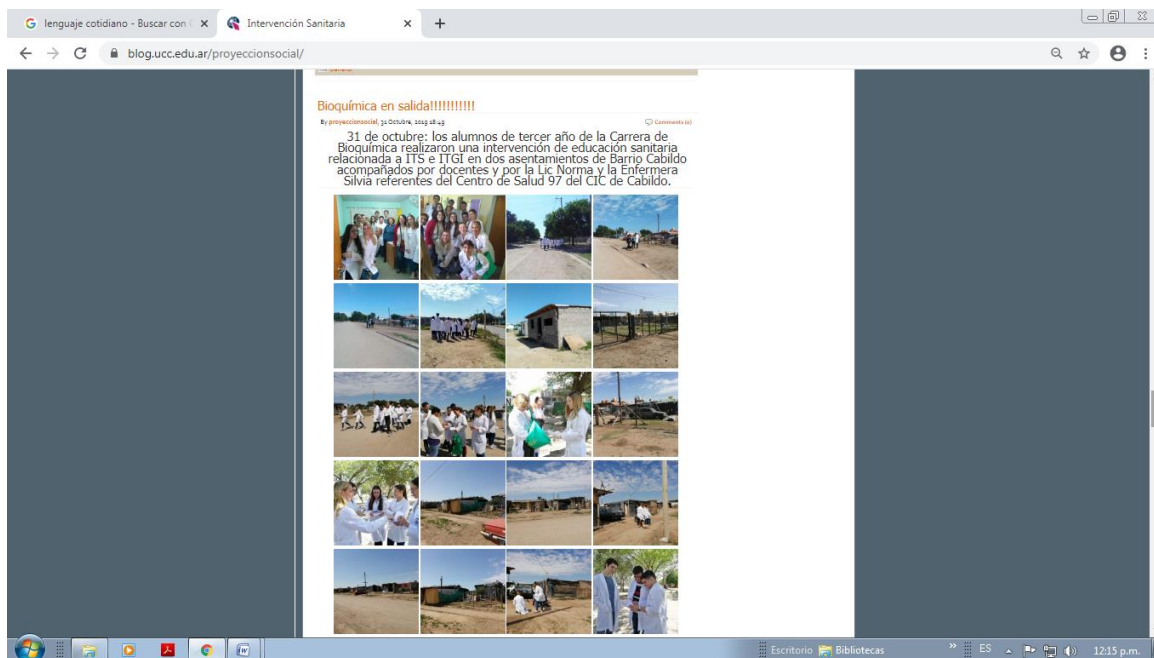 lenguaje cotidiano - Buscar con
Intervención Sanitaria
blog.ucc.edu.ar/proyeccionsocial/
Bioquímica en salida!!!!!!!!!!!
By proyeccionsocial, 31 Octubre, 2019 18:49
Comments (0)
31 de octubre: los alumnos de tercer año de la Carrera de
Bioquímica realizaron una intervención de educación sanitaria
relacionada a ITS e ITGI en dos asentamientos de Barrio Cabildo
acompañados por docentes y por la Lic Norma y la Enfermera
Silvia referentes del Centro de Salud 97 del CIC de Cabildo.
Escritorio
Bibliotecas
ES
12:15 p.m.